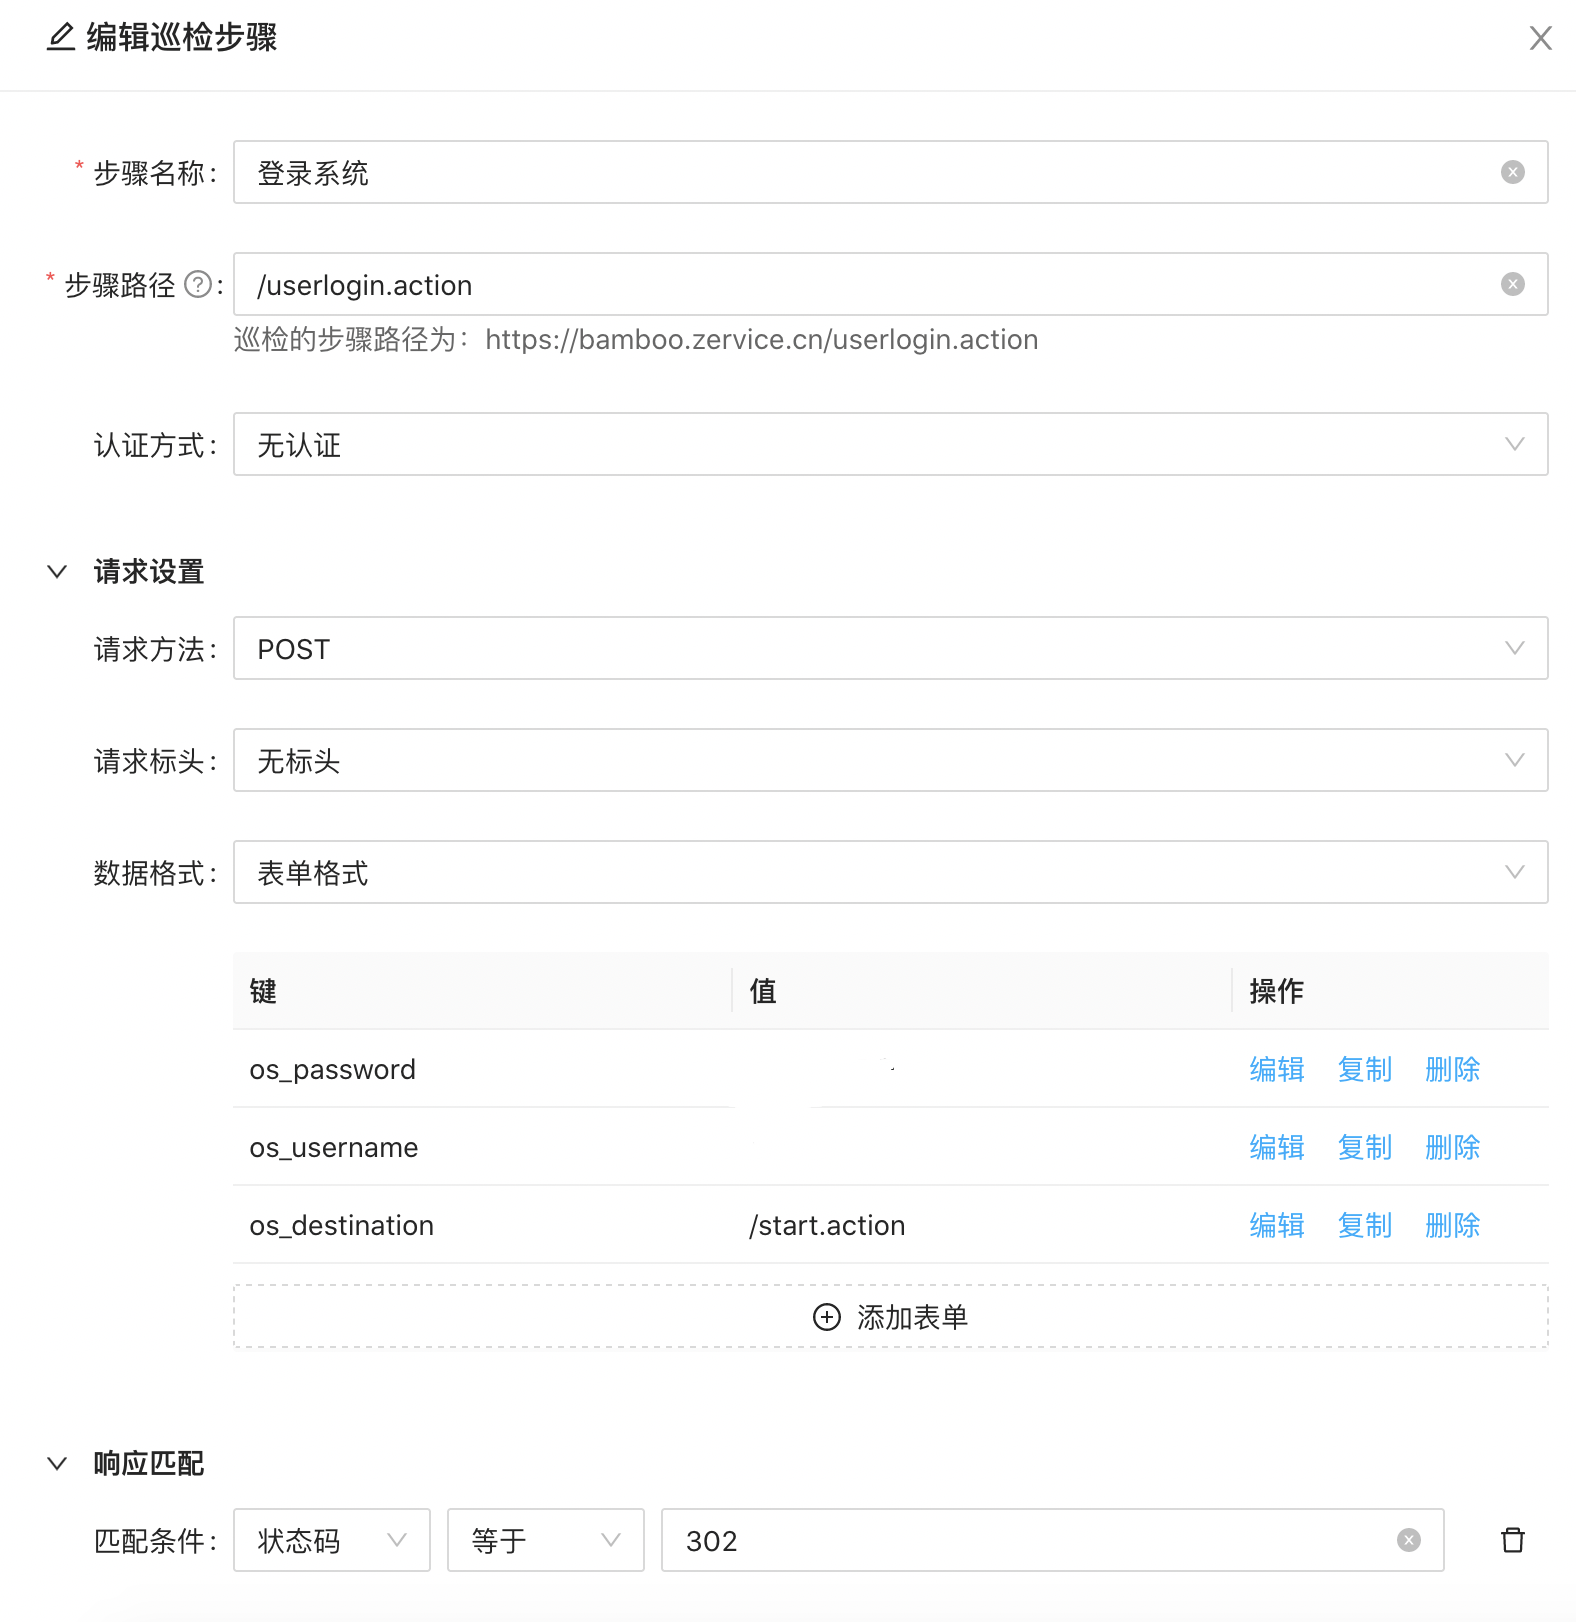 编辑巡检步骤
* 步骤名称: 登录系统
* 步骤路径 ? : /userlogin.action
巡检的步骤路径为: https://bamboo.zervice.cn/userlogin.action
认证方式: 无认证
请求设置
请求方法: POST
请求标头: 无标头
数据格式: 表单格式
键 值 操作
os_password 编辑 复制 删除
os_username 编辑 复制 删除
os_destination /start.action 编辑 复制 删除
添加表单
响应匹配
匹配条件: 状态码 等于 302